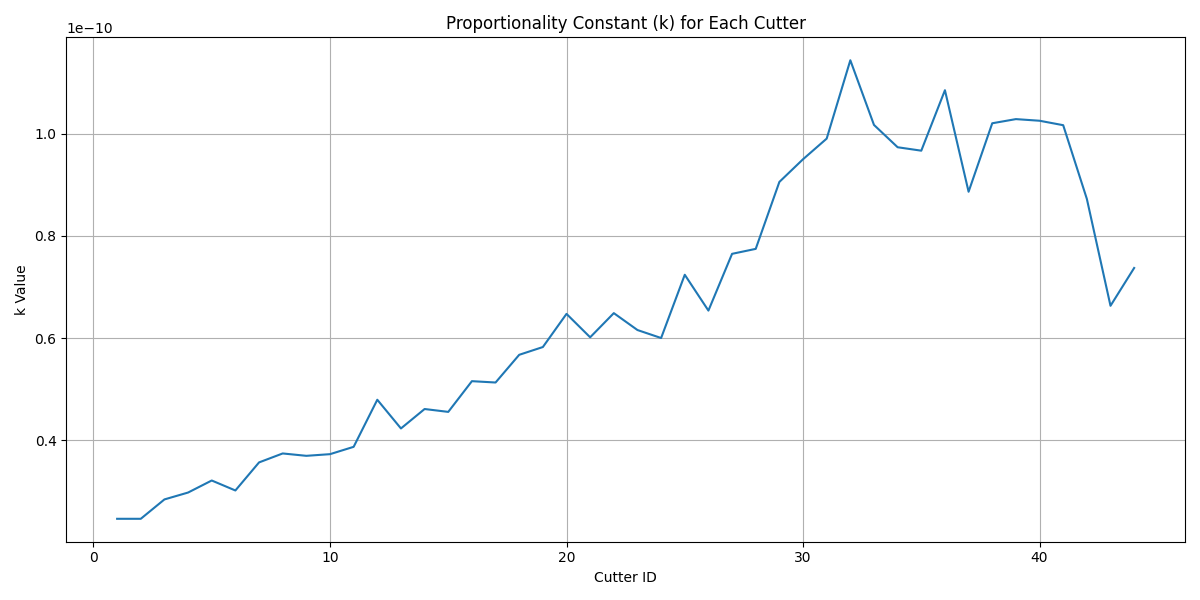 Proportionality Constant (k) for Each Cutter
1e−10
1.0
0.8
0.6
0.4
k Value
0 10 20 30 40
Cutter ID